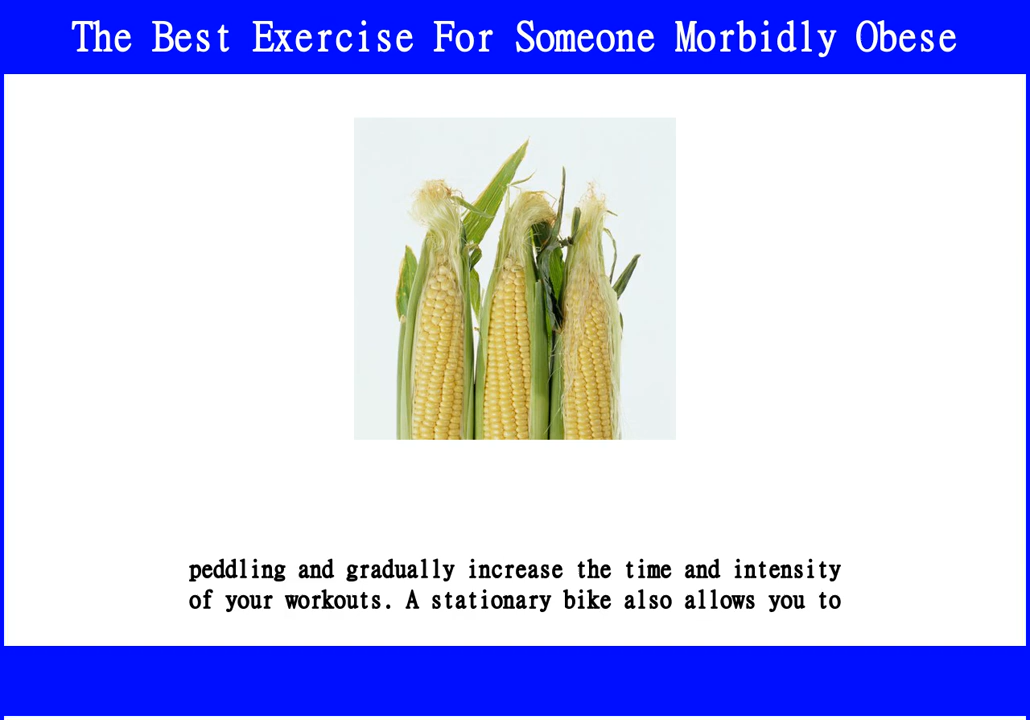 The Best Exercise For Someone Morbidly Obese
peddling and gradually increase the time and intensity
of your workouts. A stationary bike also allows you to